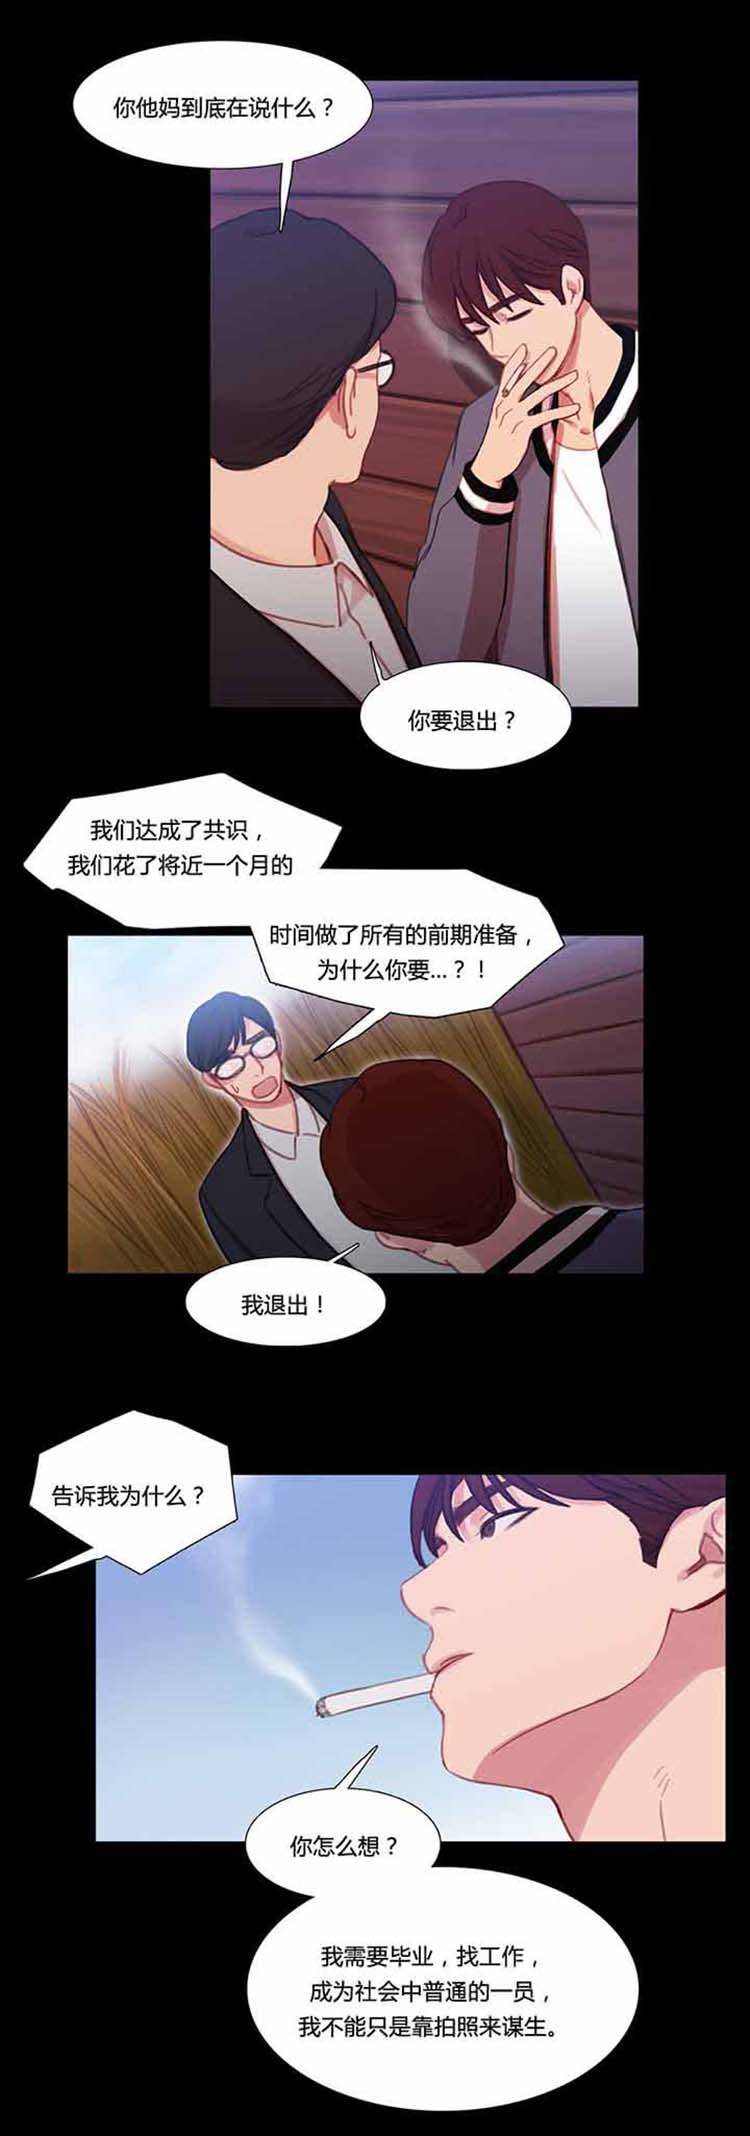 你他妈到底在说什么？
你要退出？
我们达成了共识，
我们花了将近一个月的
时间做了所有的前期准备，
为什么你要...？！
我退出！
告诉我为什么？
你怎么想？
我需要毕业，找工作，
成为社会中普通的一员，
我不能只是靠拍照来谋生。